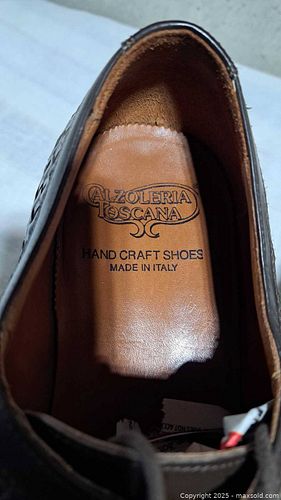 CALZOLERIA
TOSCANA
HAND CRAFT SHOES
MADE IN ITALY
Copyright 2025 - maxsold.com